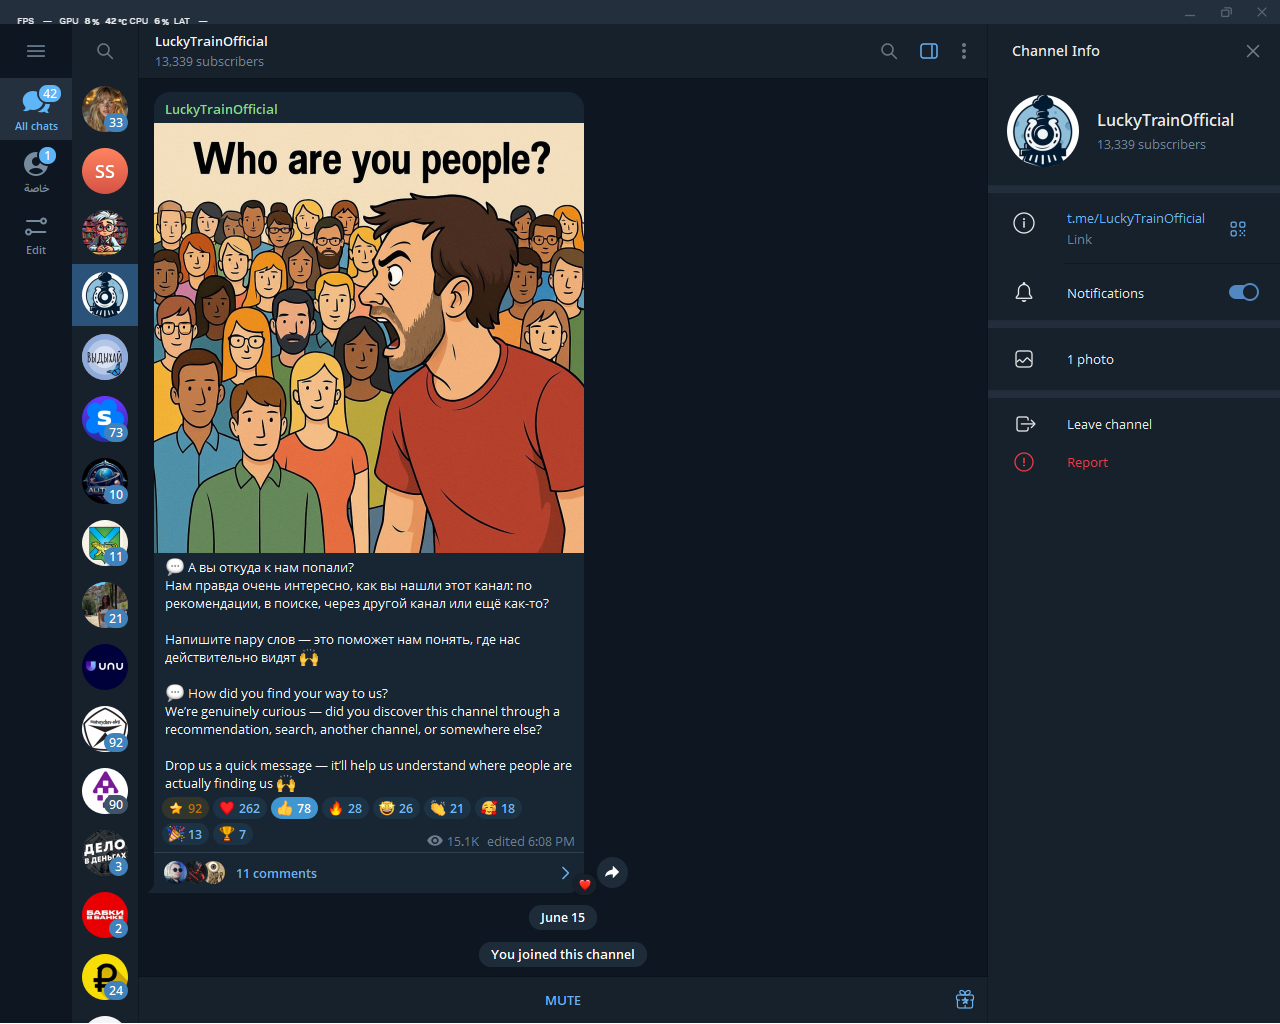 FPS — GPU 8 % 42 °C CPU 6 % LAT —
42
All chats
1
خاصة
Edit
33
SS
Выдыхай
S
73
10
11
21
unu
92
90
ДЕЛО
В ДЕНЬГАХ
3
БАБКИ
В БАНКЕ
2
24
LuckyTrainOfficial
13,339 subscribers
LuckyTrainOfficial
Who are you people?
💬 А вы откуда к нам попали?
Нам правда очень интересно, как вы нашли этот канал: по
рекомендации, в поиске, через другой канал или ещё как-то?
Напишите пару слов — это поможет нам понять, где нас
действительно видят 🙌
💬 How did you find your way to us?
We’re genuinely curious — did you discover this channel through a
recommendation, search, another channel, or somewhere else?
Drop us a quick message — it’ll help us understand where people are
actually finding us 🙌
⭐ 92 ❤️ 262 👍 78 🔥 28 🤩 26 👏 21 🥰 18
🎉 13 🏆 7
15.1K edited 6:08 PM
11 comments
June 15
You joined this channel
MUTE
Channel Info
LuckyTrainOfficial
13,339 subscribers
t.me/LuckyTrainOfficial
Link
Notifications
1 photo
Leave channel
Report